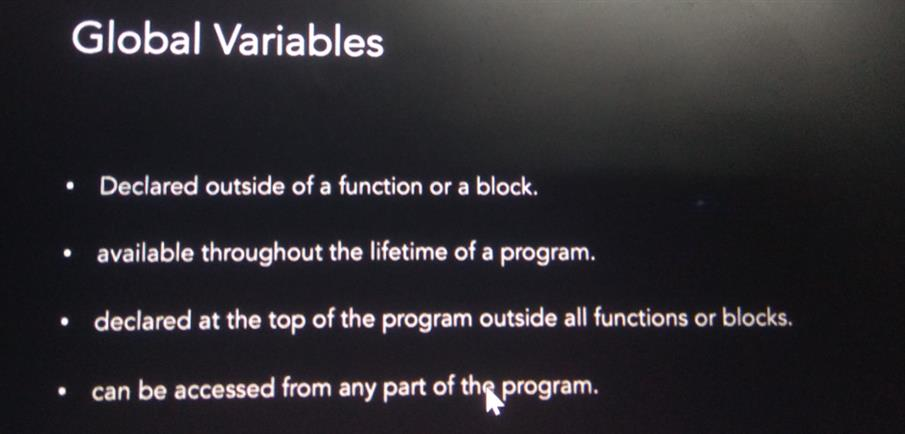 Global Variables
• Declared outside of a function or a block.
• available throughout the lifetime of a program.
• declared at the top of the program outside all functions or blocks.
• can be accessed from any part of the program.